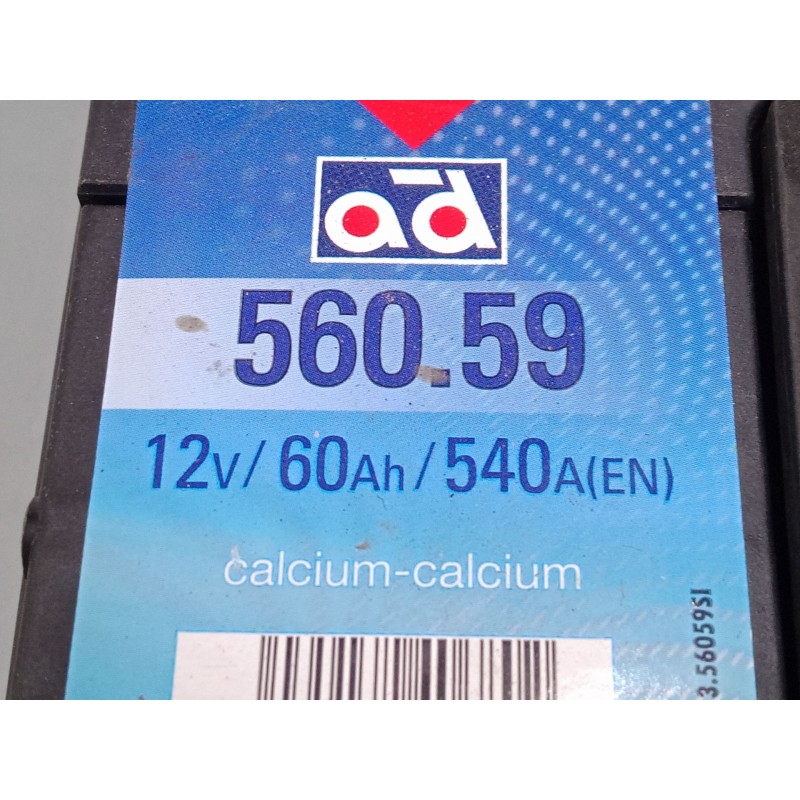 ad
560.59
12V/60Ah/540A(EN)
calcium-calcium
3.56059SI